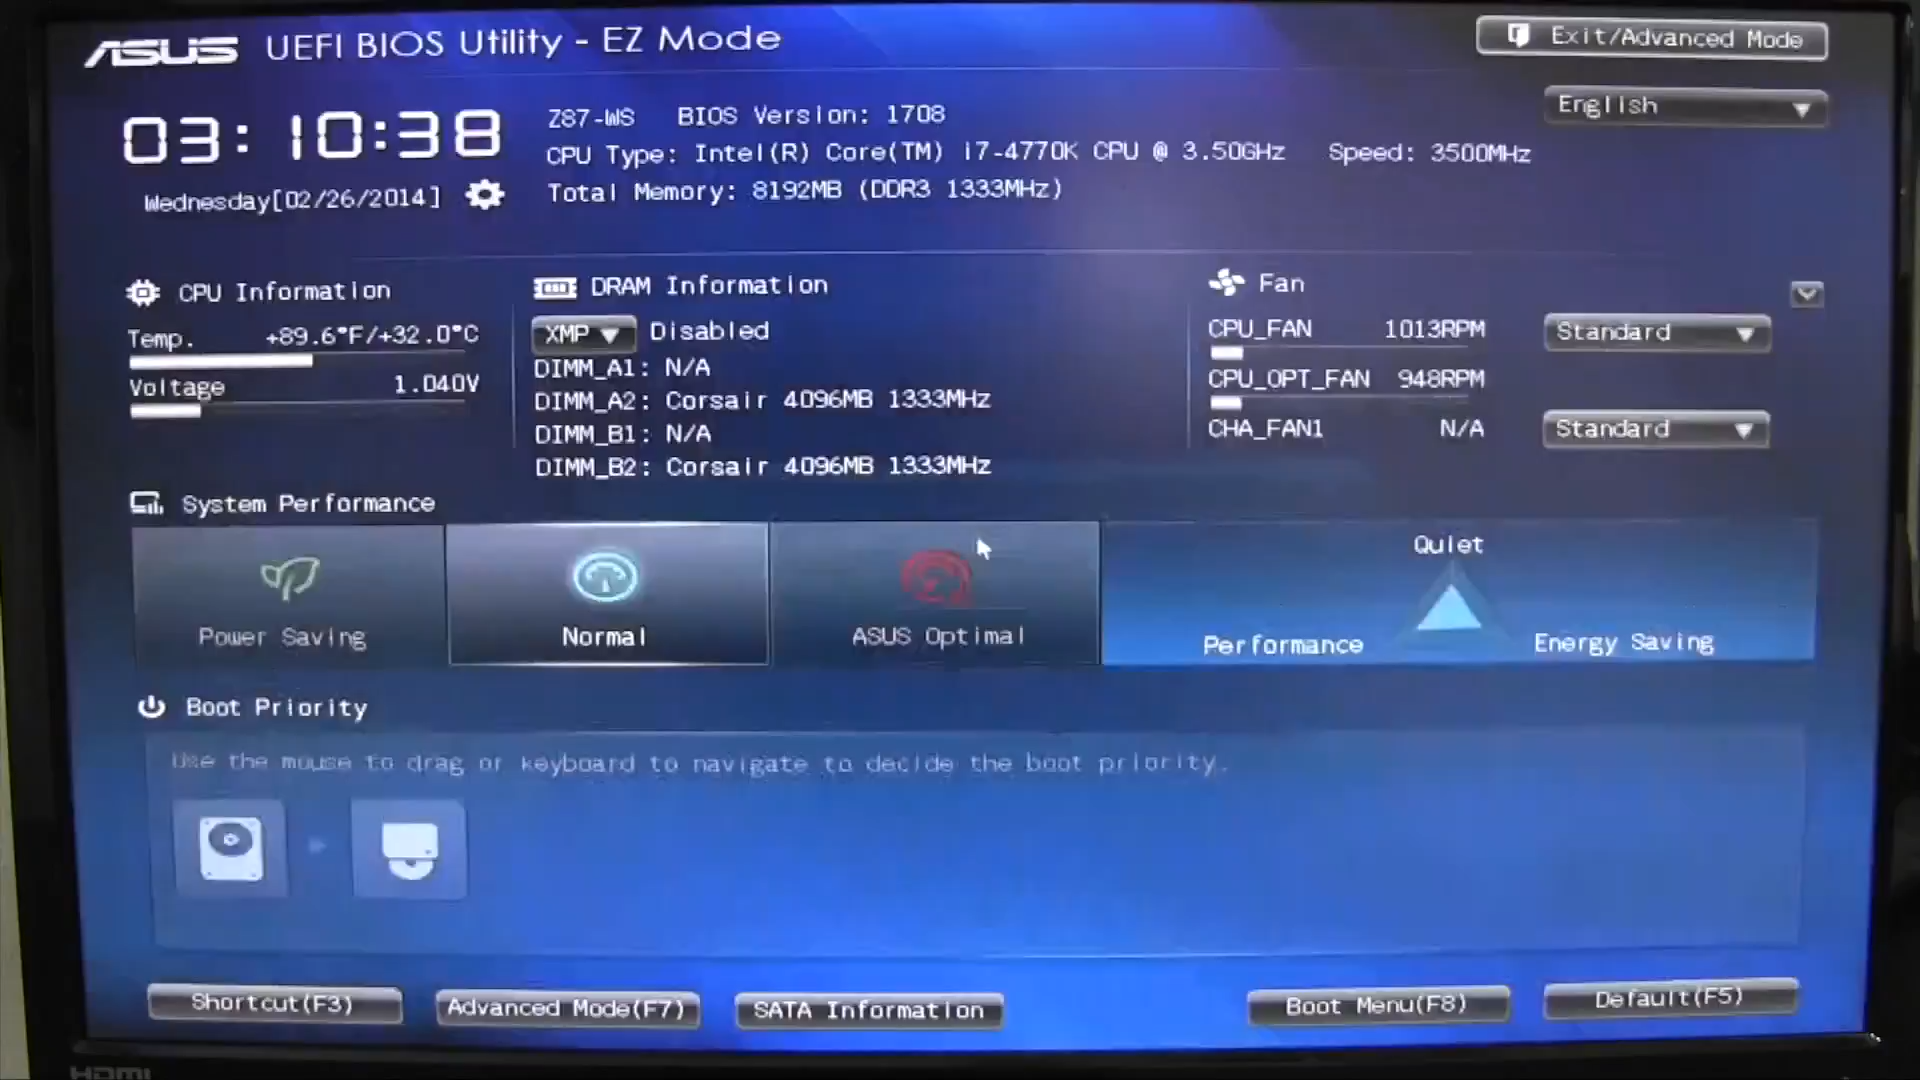 ASUS UEFI BIOS Utility - EZ Mode
Exit/Advanced Mode
English
03:10:38
Wednesday[02/26/2014]
Z87-WS BIOS Version: 1708
CPU Type: Intel(R) Core(TM) i7-4770K CPU @ 3.50GHz Speed: 3500MHz
Total Memory: 8192MB (DDR3 1333MHz)
CPU Information
Temp. +89.6°F/+32.0°C
Voltage 1.040V
DRAM Information
XMP Disabled
DIMM_A1: N/A
DIMM_A2: Corsair 4096MB 1333MHz
DIMM_B1: N/A
DIMM_B2: Corsair 4096MB 1333MHz
Fan
CPU_FAN 1013RPM Standard
CPU_OPT_FAN 948RPM
CHA_FAN1 N/A Standard
System Performance
Power Saving
Normal
ASUS Optimal
Quiet
Performance
Energy Saving
Boot Priority
Use the mouse to drag or keyboard to navigate to decide the boot priority.
Shortcut(F3)
Advanced Mode(F7)
SATA Information
Boot Menu(F8)
Default(F5)
HDMI